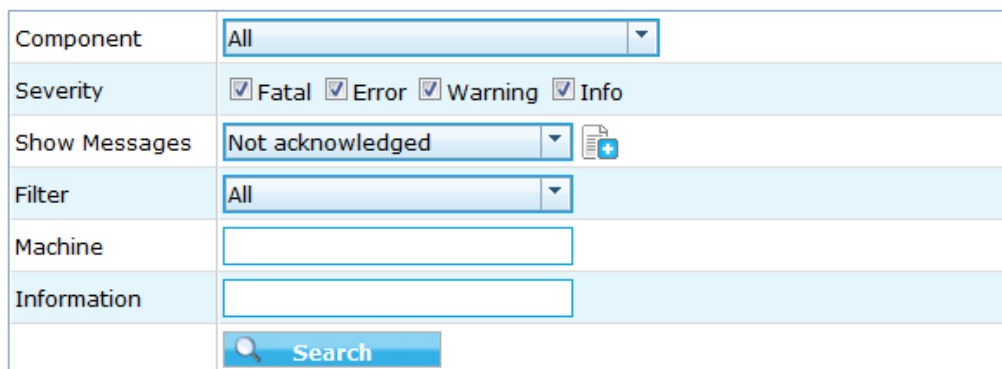 Component All
Severity Fatal Error Warning Info
Show Messages Not acknowledged
Filter All
Machine
Information
Search